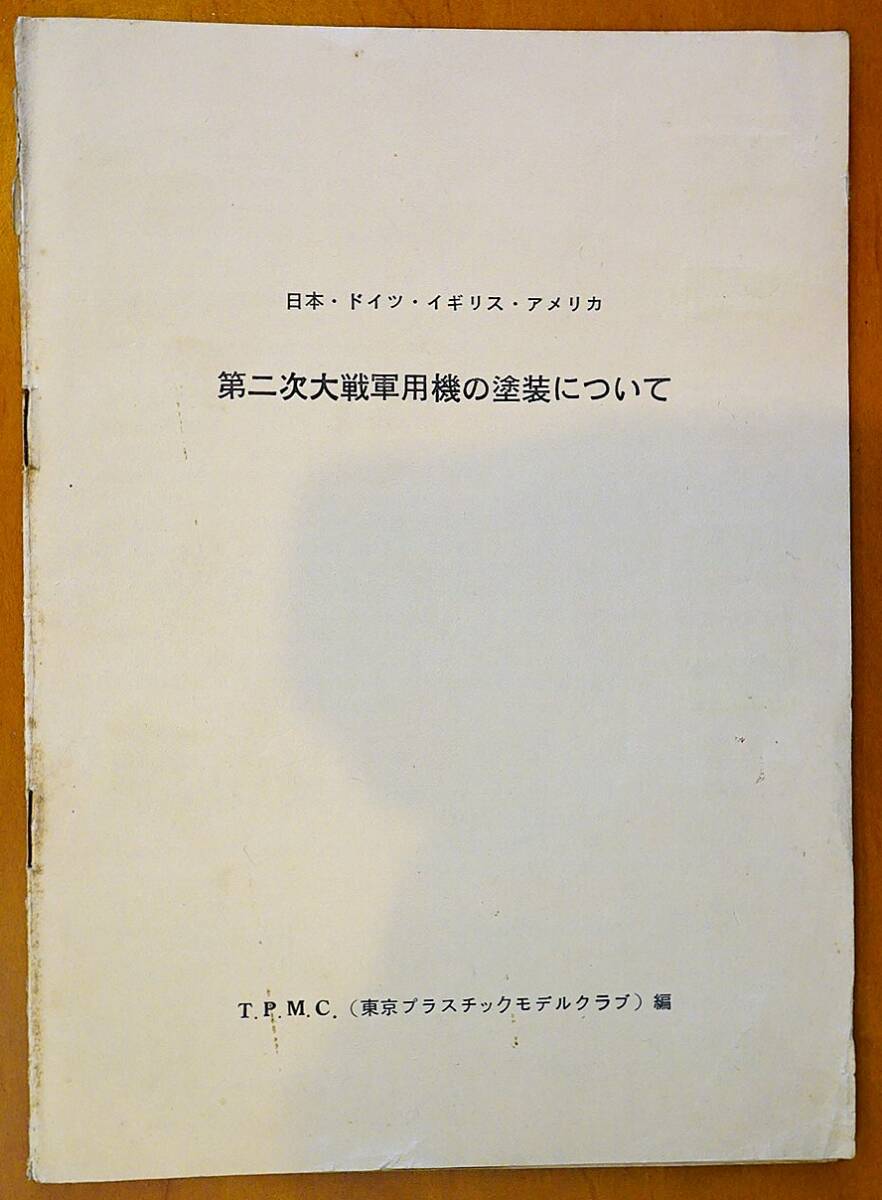 日本・ドイツ・イギリス・アメリカ
第二次大戦軍用機の塗装について
T.P.M.C.(東京プラスチックモデルクラブ)編